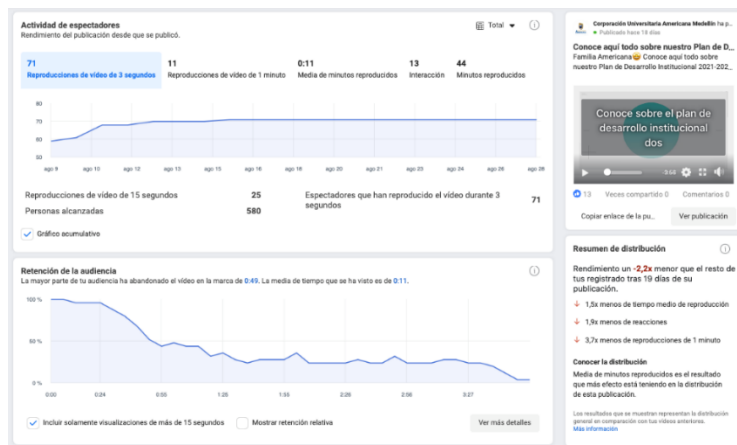 Actividad de espectadores
Rendimiento del publicación desde que se publicó.
Total
71
Reproducciones de vídeo de 3 segundos
11
Reproducciones de vídeo de 1 minuto
0:11
Media de minutos reproducidos
13
Interacción
44
Minutos reproducidos
80
70
60
50
ago 9 ago 10 ago 12 ago 13 ago 15 ago 16 ago 18 ago 20 ago 21 ago 23 ago 24 ago 26 ago 28
Reproducciones de vídeo de 15 segundos 25
Personas alcanzadas 580
Espectadores que han reproducido el vídeo durante 3
segundos
71
Gráfico acumulativo
Retención de la audiencia
La mayor parte de tu audiencia ha abandonado el vídeo en la marca de 0:49. La media de tiempo que se ha visto es de 0:11.
100 %
50 %
0 %
0:00 0:24 0:55 1:25 1:55 2:26 2:56 3:27
Incluir solamente visualizaciones de más de 15 segundos
Mostrar retención relativa
Ver más detalles
Corporación Universitaria Americana Medellín ha p...
Publicado hace 18 días
Conoce aquí todo sobre nuestro Plan de D...
Familia Americana Conoce aquí todo sobre
nuestro Plan de Desarrollo Institucional 2021-202...
Conoce sobre el plan de
desarrollo institucional
dos
-3:58
13 Veces compartido 0 Comentarios 0
Copiar enlace de la pu...
Ver publicación
Resumen de distribución
Rendimiento un -2,2x menor que el resto de
tus registrado tras 19 días de su
publicación.
1,5x menos de tiempo medio de reproducción
1,9x menos de reacciones
3,7x menos de reproducciones de 1 minuto
Conocer la distribución
Media de minutos reproducidos es el resultado
que más efecto está teniendo en la distribución
de esta publicación.
Los resultados que se muestran representan la distribución
general en comparación con tus vídeos anteriores.
Más información